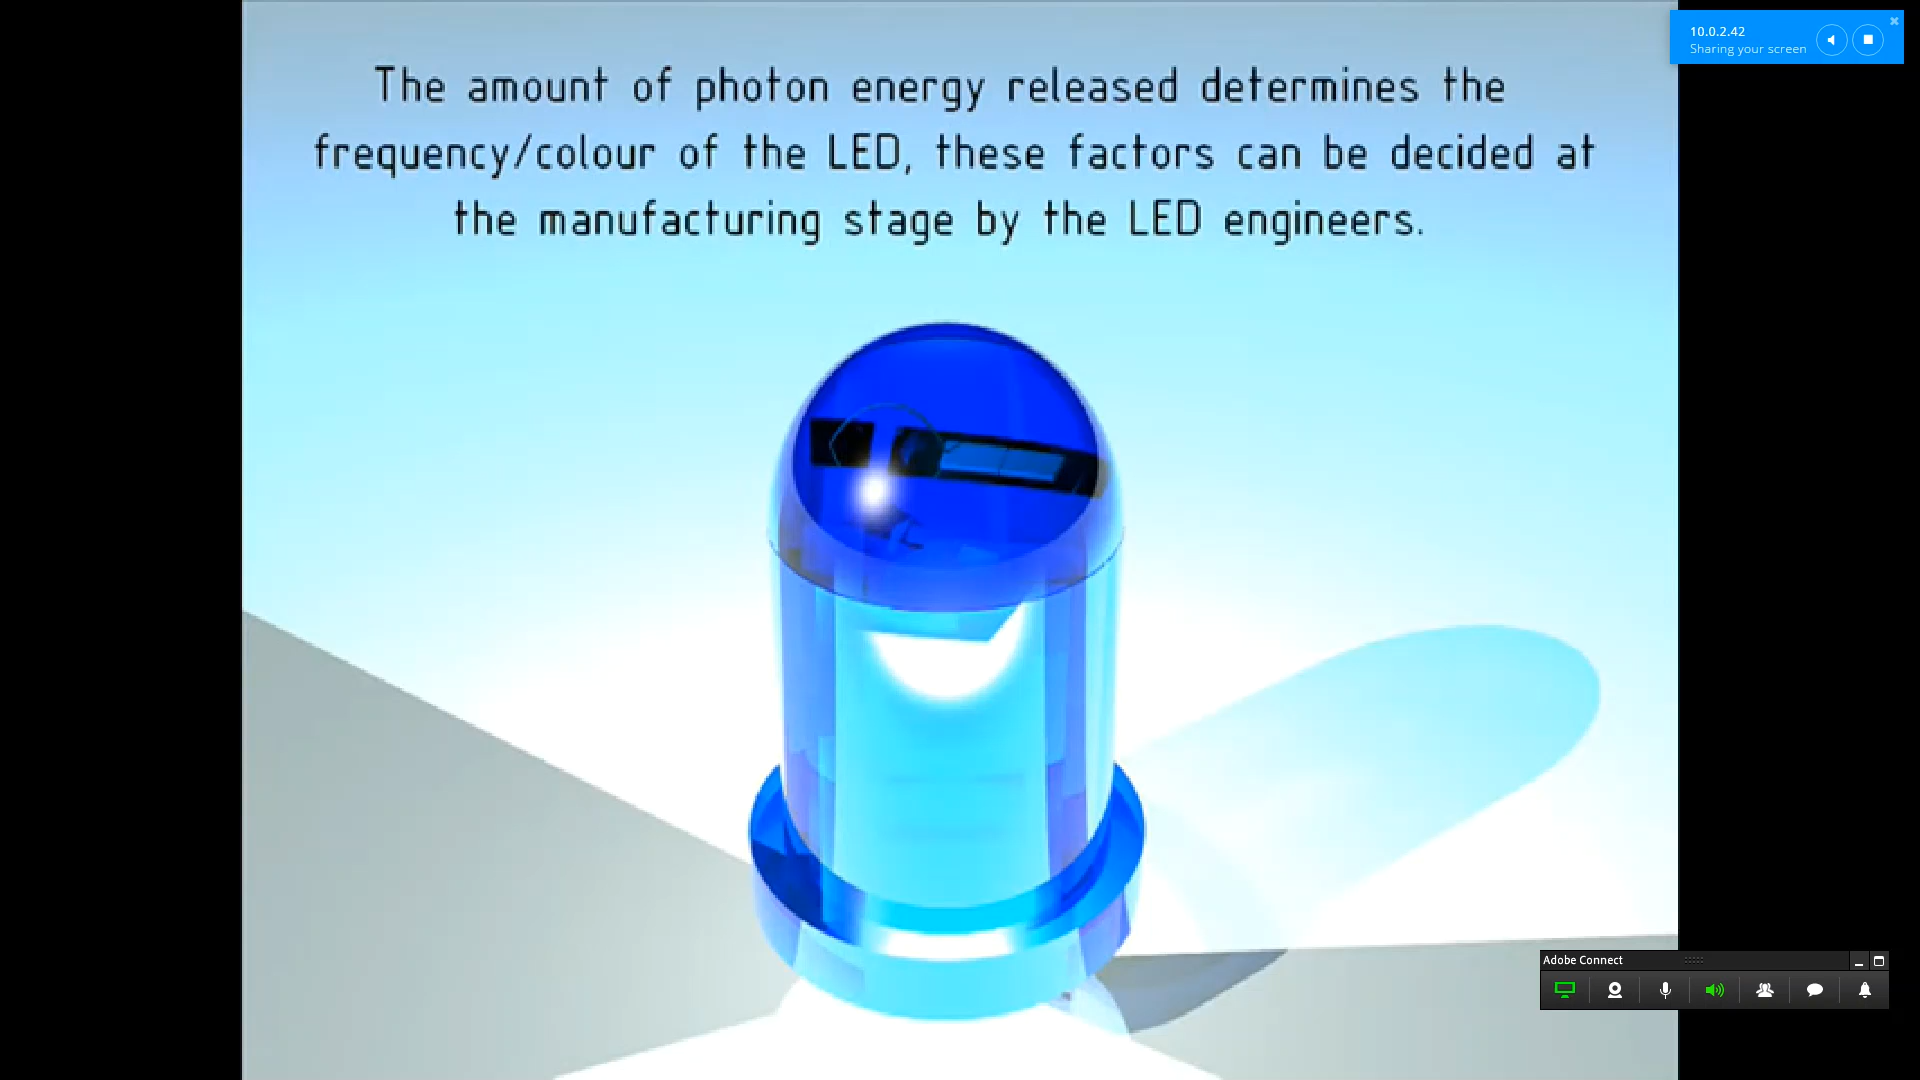 The amount of photon energy released determines the
frequency/colour of the LED, these factors can be decided at
the manufacturing stage by the LED engineers.
10.0.2.42
Sharing your screen
Adobe Connect